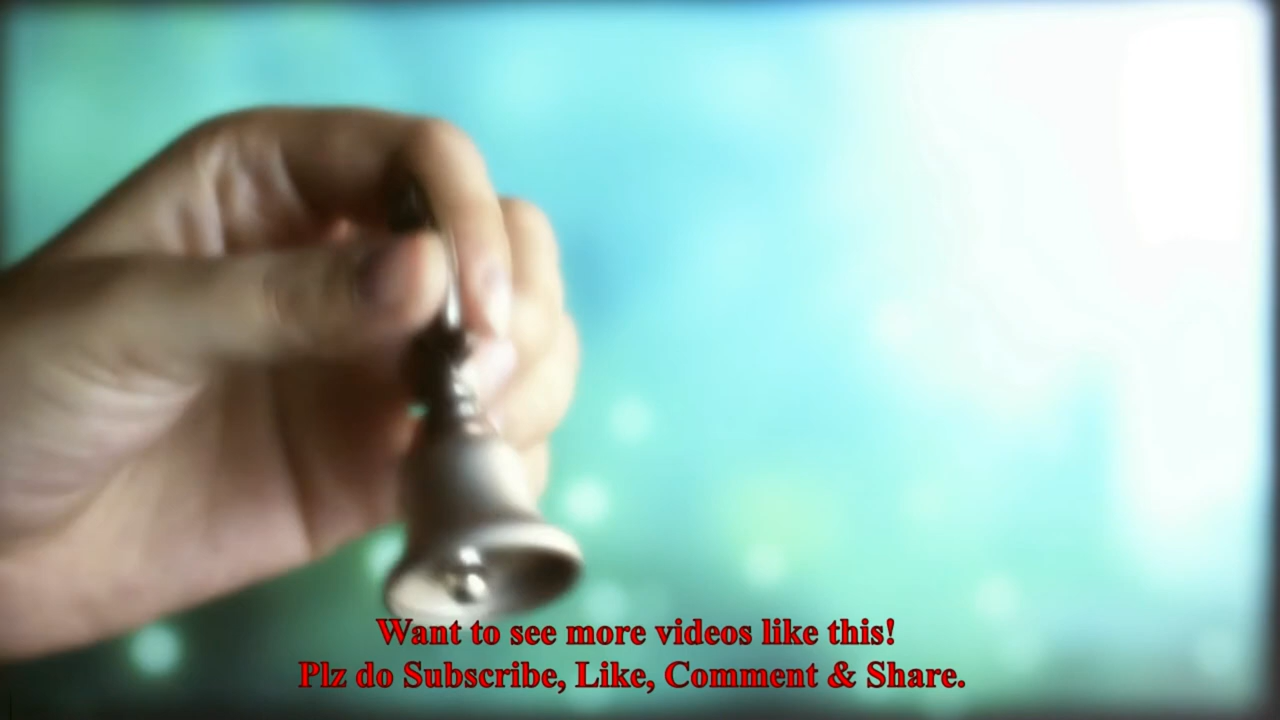 Want to see more videos like this!
Plz do Subscribe, Like, Comment & Share.